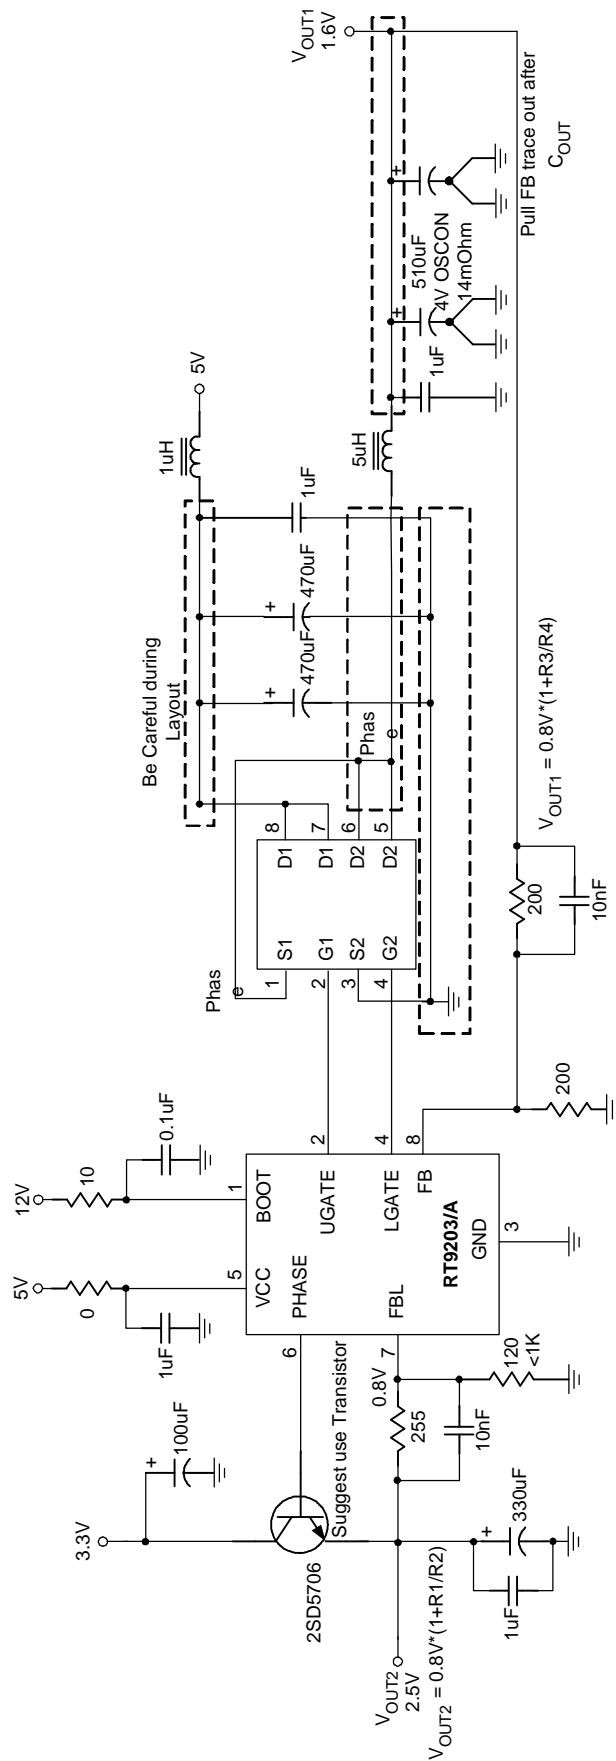 3.3V
100uF
+
2SD5706
Suggest use Transistor
VOUT2
2.5V
VOUT2 = 0.8V*(1+R1/R2)
1uF
330uF
+
0.8V
255
10nF
120
<1K
5V
0
1uF
12V
10
0.1uF
5
1
VCC
BOOT
6
PHASE
UGATE
2
LGATE
4
7
FBL
FB
8
RT9203/A
GND
3
200
200
10nF
VOUT1 = 0.8V*(1+R3/R4)
Phas
e
1
S1
D1
8
2
G1
D1
7
3
S2
D2
6
4
G2
D2
5
Phas
e
Be Careful during
Layout
+
470uF
+
470uF
1uF
1uH
5V
5uH
1uF
+
510uF
4V OSCON
14mOhm
+
VOUT1
1.6V
Pull FB trace out after
COUT